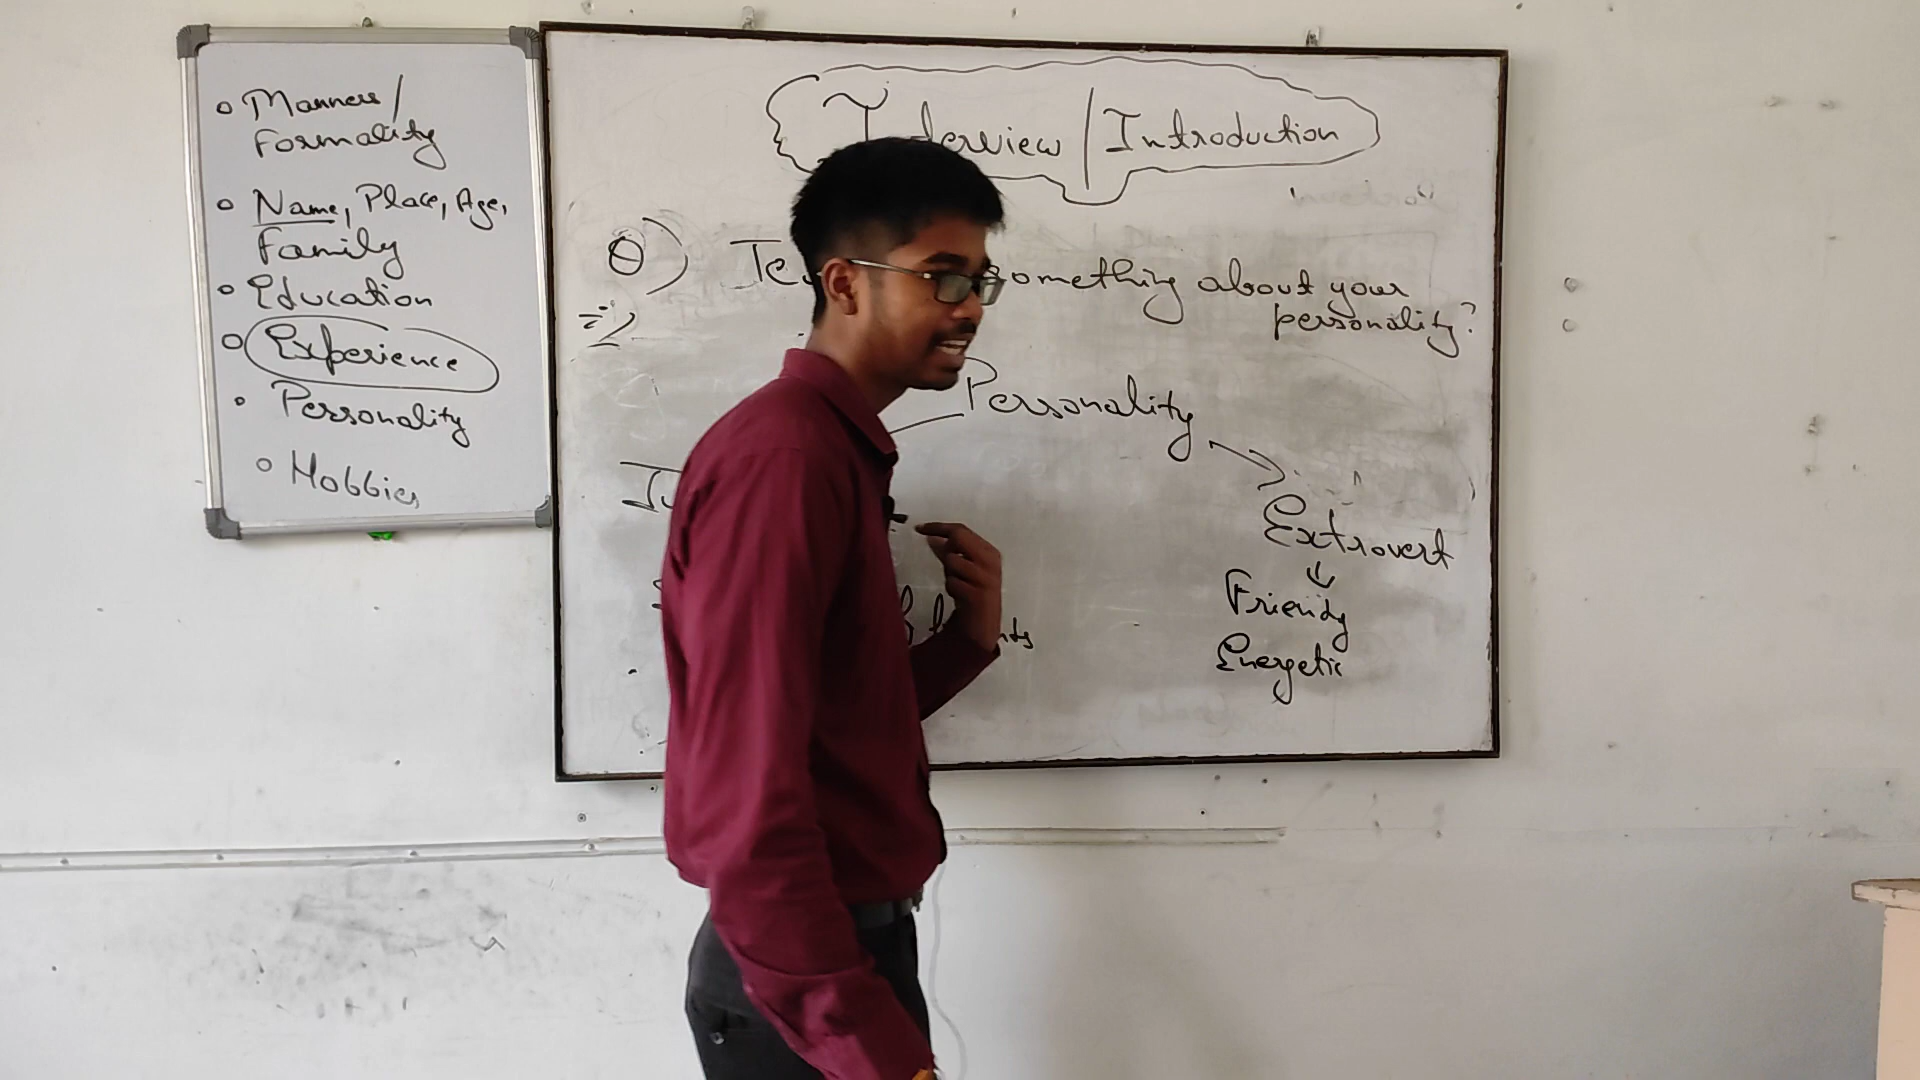 Manners/
Formality
Name, Place, Age,
Family
Education
Experience
Personality
Hobbies
Interview / Introduction
Q) something about your
personality?
Personality
Extrovert
Friendly
Energetic